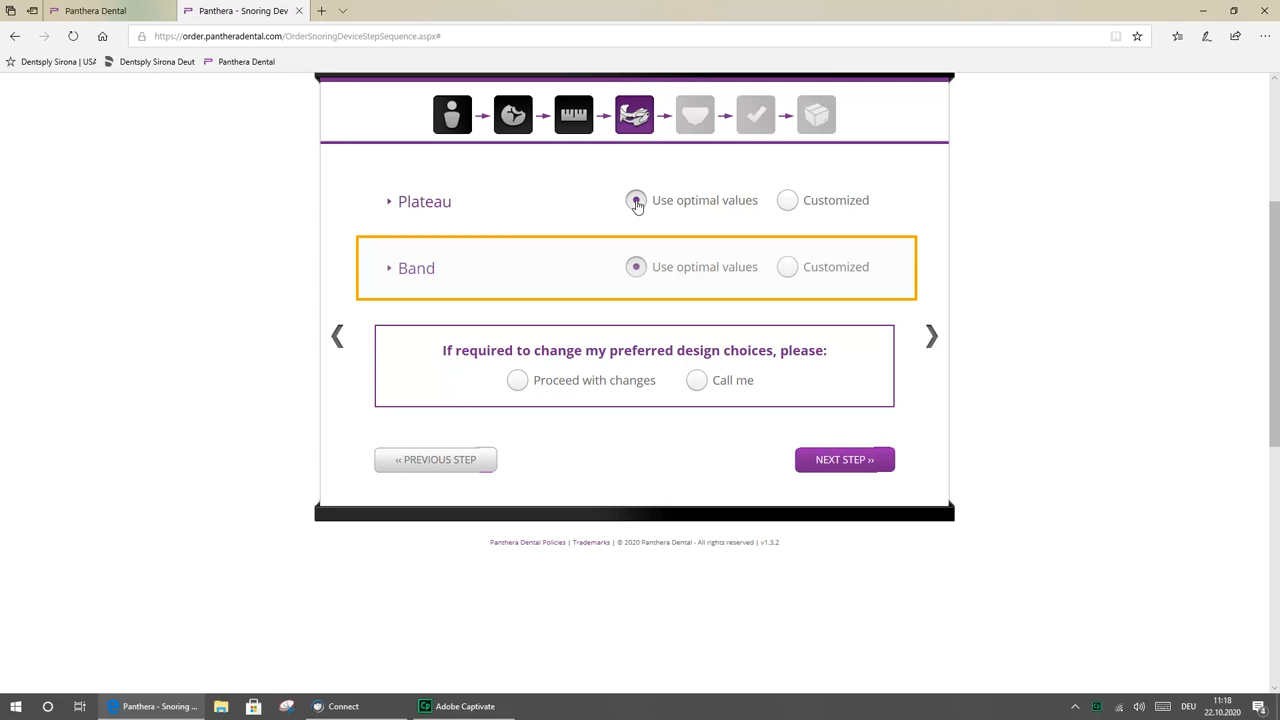 Panthera Dental
Panthera - Snoring Dev
https://order.pantheradental.com/OrderSnoringDeviceStepSequence.aspx#
Dentsply Sirona | USA
Dentsply Sirona Deut
Panthera Dental
Plateau
Use optimal values
Customized
Band
Use optimal values
Customized
If required to change my preferred design choices, please:
Proceed with changes
Call me
‹‹ PREVIOUS STEP
NEXT STEP ››
Panthera Dental Policies | Trademarks | © 2020 Panthera Dental - All rights reserved | v1.3.2
Panthera - Snoring ...
Connect
Cp
Adobe Captivate
Cp
DEU
11:18
22.10.2020
4